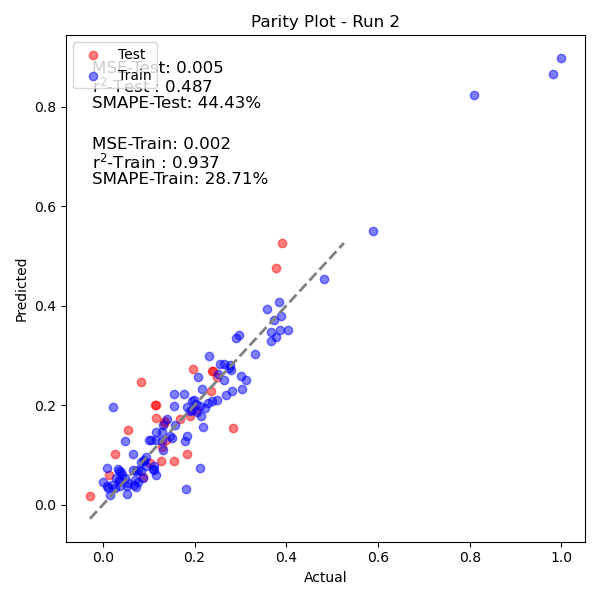 Parity Plot - Run 2
Test
Train
MSE-Test: 0.005
r²-Test : 0.487
SMAPE-Test: 44.43%
MSE-Train: 0.002
r²-Train : 0.937
SMAPE-Train: 28.71%
Predicted
0.8
0.6
0.4
0.2
0.0
0.0 0.2 0.4 0.6 0.8 1.0
Actual